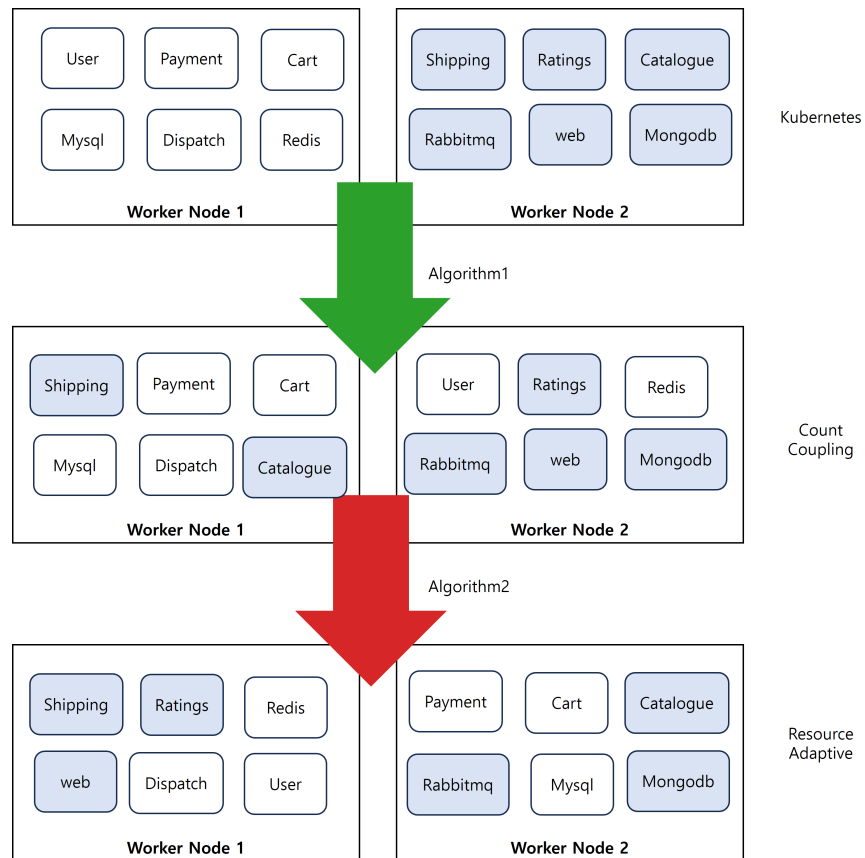 User Payment Cart
Mysql Dispatch Redis
Worker Node 1
Shipping Ratings Catalogue
Rabbitmq web Mongodb
Worker Node 2
Kubernetes
Algorithm1
Shipping Payment Cart
Mysql Dispatch Catalogue
Worker Node 1
User Ratings Redis
Rabbitmq web Mongodb
Worker Node 2
Count
Coupling
Algorithm2
Shipping Ratings Redis
web Dispatch User
Worker Node 1
Payment Cart Catalogue
Rabbitmq Mysql Mongodb
Worker Node 2
Resource
Adaptive